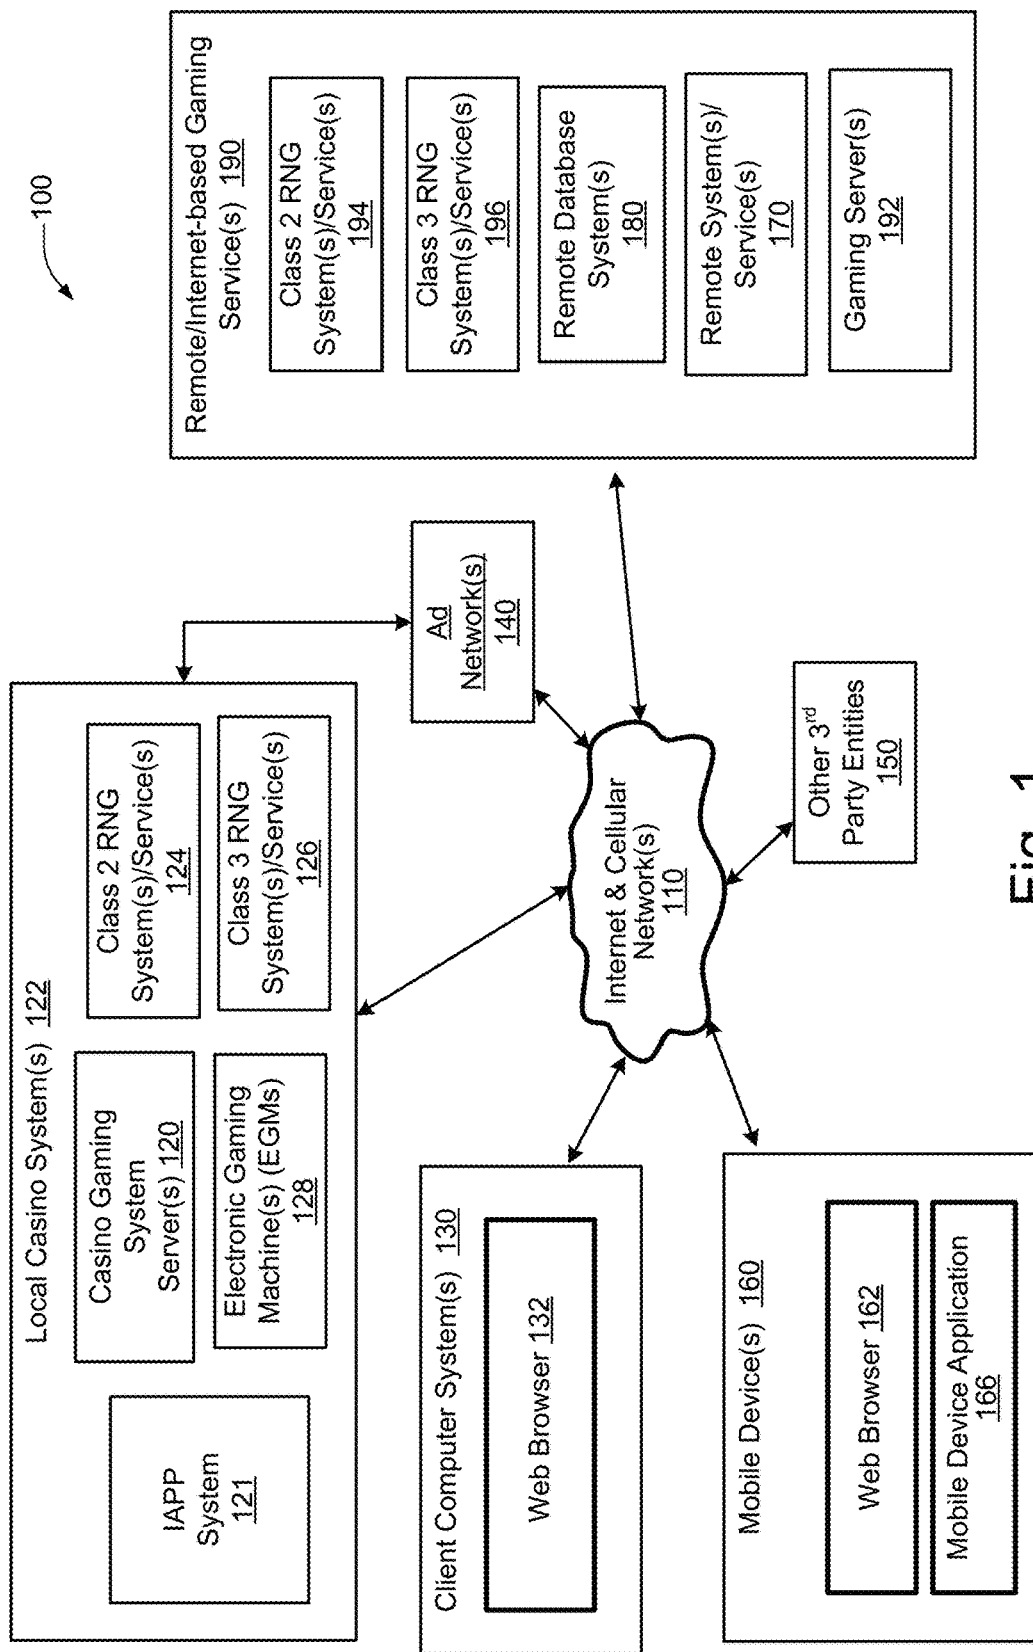 100
Local Casino System(s) 122
IAPP
System
121
Casino Gaming
System
Server(s) 120
Electronic Gaming
Machine(s) (EGMs)
128
Class 2 RNG
System(s)/Service(s)
124
Class 3 RNG
System(s)/Service(s)
126
Ad
Network(s)
140
Remote/Internet-based Gaming
Service(s) 190
Class 2 RNG
System(s)/Service(s)
194
Class 3 RNG
System(s)/Service(s)
196
Remote Database
System(s)
180
Remote System(s)/
Service(s)
170
Gaming Server(s)
192
Client Computer System(s) 130
Web Browser 132
Internet & Cellular
Network(s)
110
Mobile Device(s) 160
Web Browser 162
Mobile Device Application
166
Other 3rd
Party Entities
150
Fig. 1